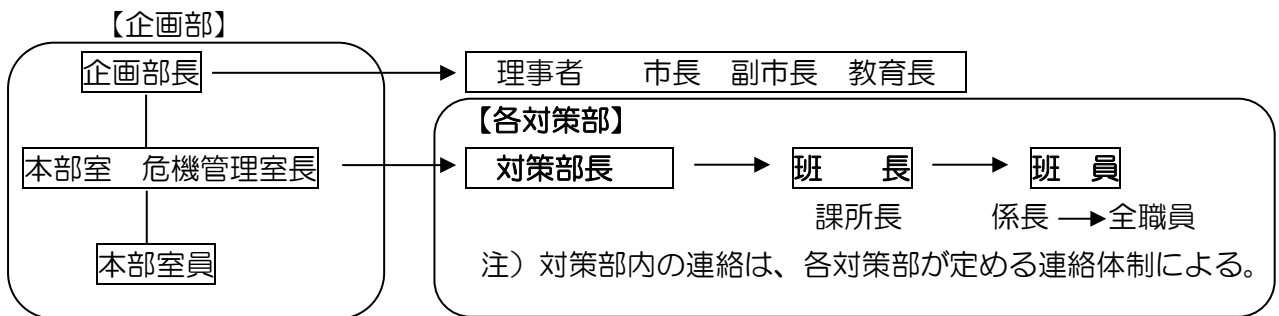 【企画部】
企画部長 理事者 市長 副市長 教育長
【各対策部】
本部室 危機管理室長 対策部長 班 長 班 員
課所長 係長 全職員
本部室員
注）対策部内の連絡は、各対策部が定める連絡体制による。